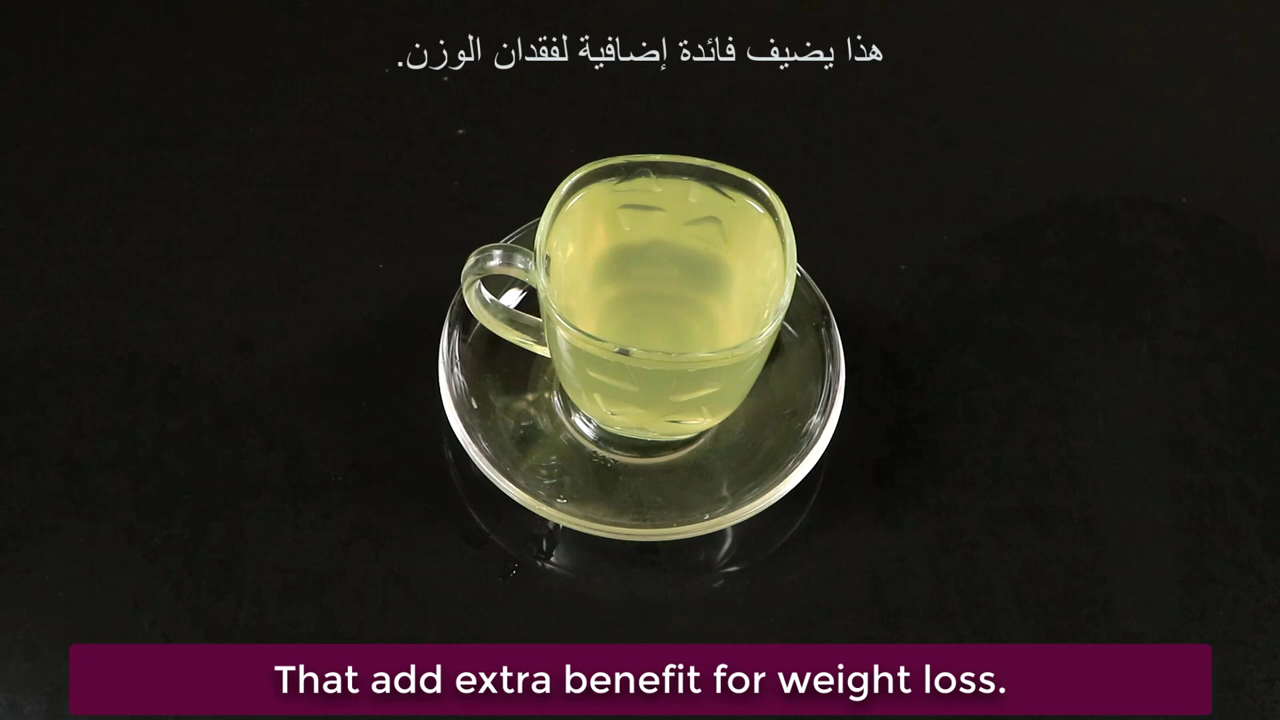 هذا يضيف فائدة إضافية لفقدان الوزن.
That add extra benefit for weight loss.